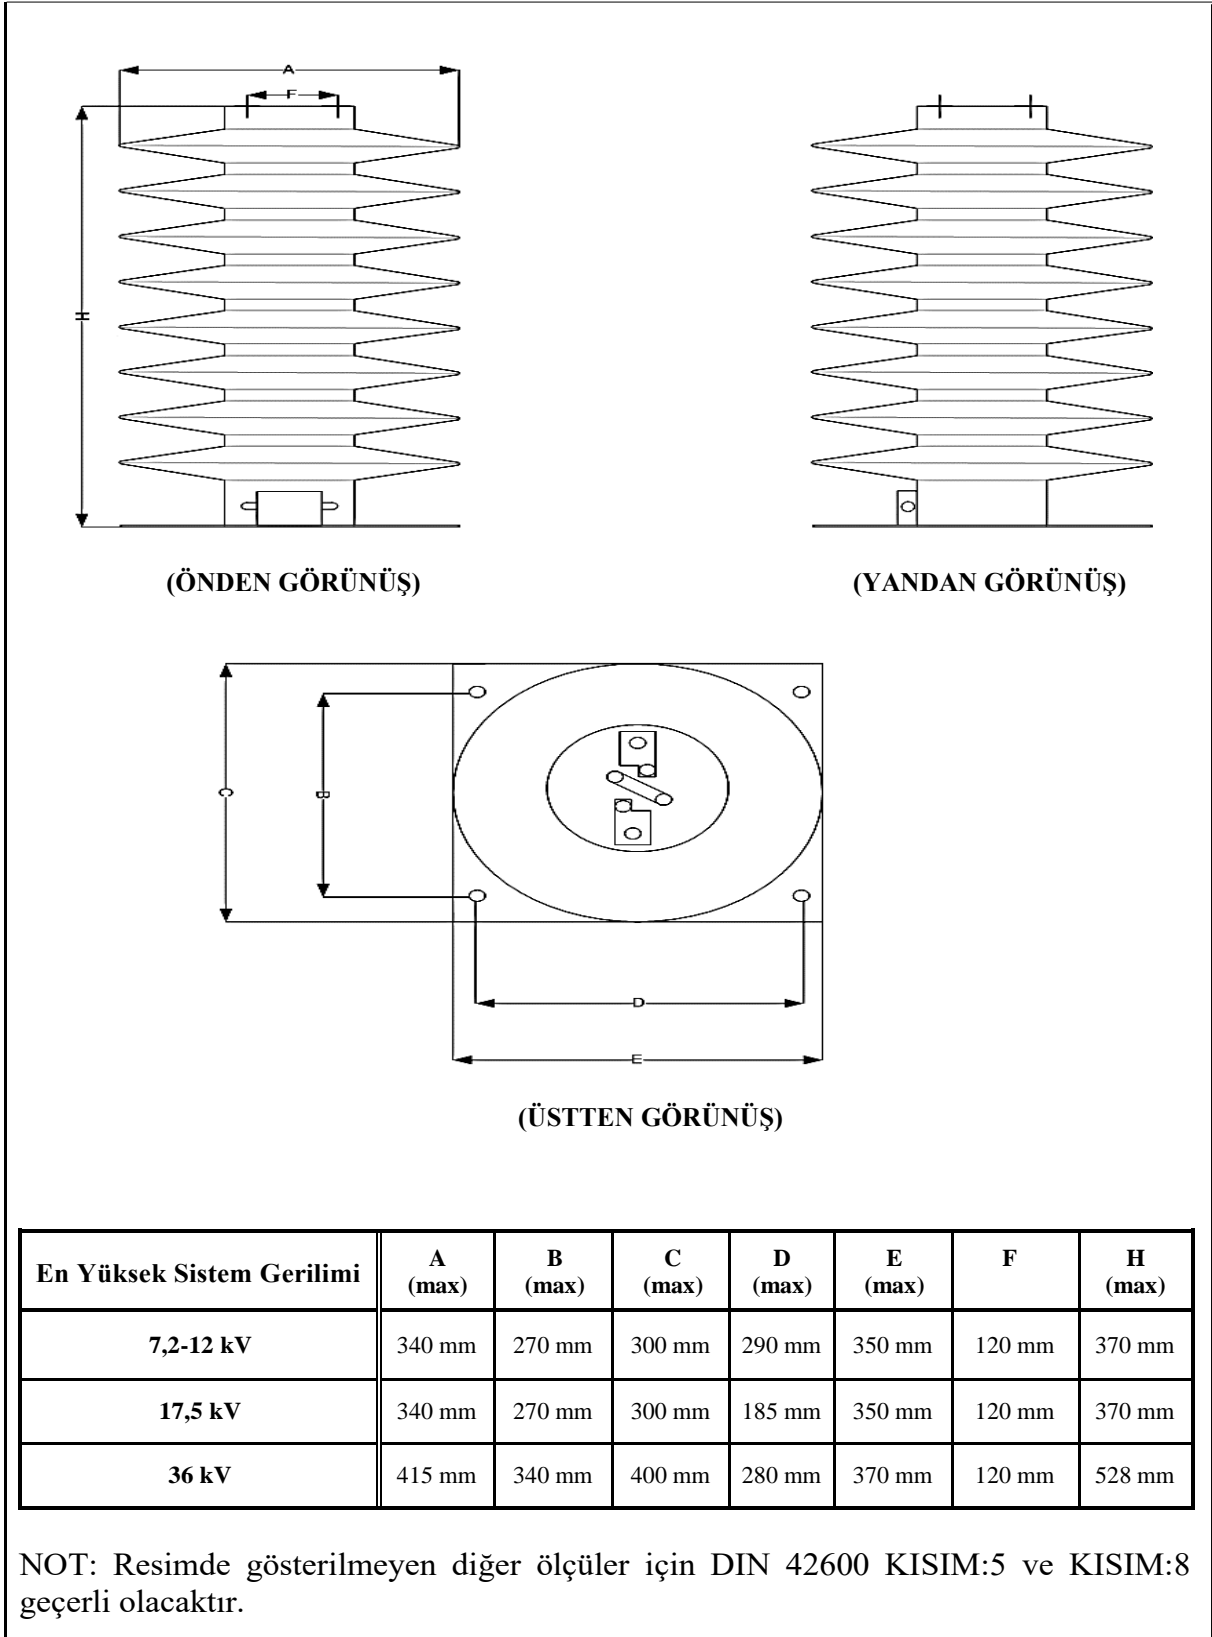 A
F
H
(ÖNDEN GÖRÜNÜŞ)
(YANDAN GÖRÜNÜŞ)
C
B
D
E
(ÜSTTEN GÖRÜNÜŞ)
En Yüksek Sistem Gerilimi A (max) B (max) C (max) D (max) E (max) F H (max)
7,2-12 kV 340 mm 270 mm 300 mm 290 mm 350 mm 120 mm 370 mm
17,5 kV 340 mm 270 mm 300 mm 185 mm 350 mm 120 mm 370 mm
36 kV 415 mm 340 mm 400 mm 280 mm 370 mm 120 mm 528 mm
NOT: Resimde gösterilmeyen diğer ölçüler için DIN 42600 KISIM:5 ve KISIM:8
geçerli olacaktır.